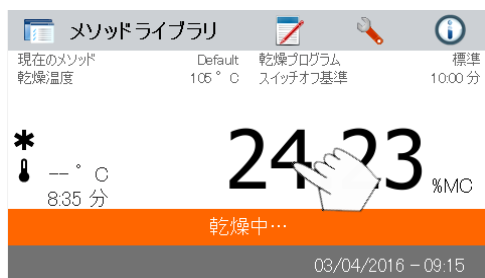 メソッドライブラリ
現在のメソッド Default 乾燥プログラム 標準
乾燥温度 105°C スイッチオフ基準 10:00 分
24.23 %MC
--°C
8:35 分
乾燥中…
03/04/2016 - 09:15